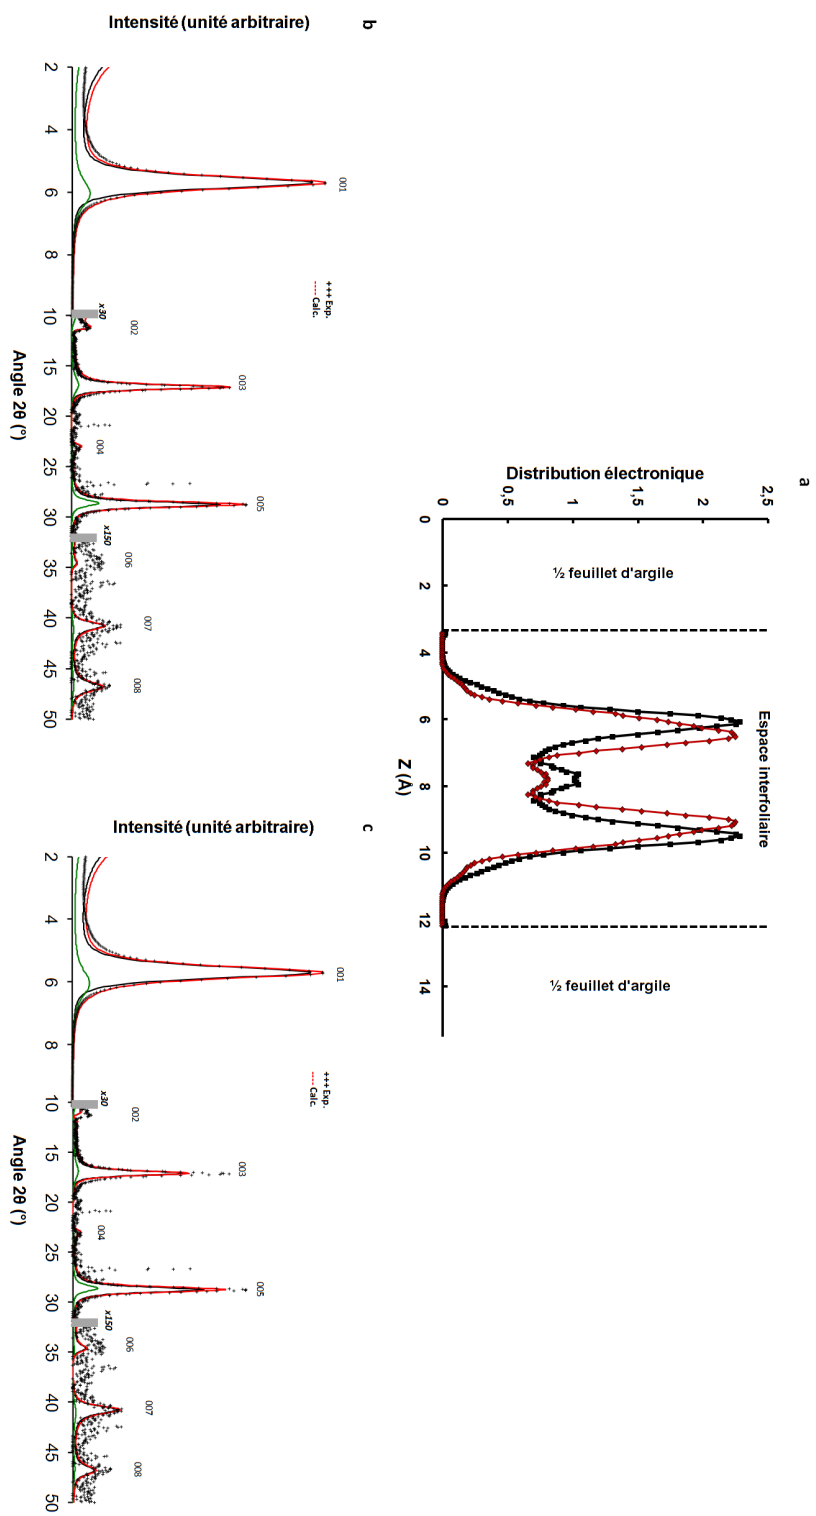 a
Distribution électronique
2,5
2
1,5
1
0,5
0
½ feuillet d'argile
Espace interfoliaire
½ feuillet d'argile
0
2
4
6
8
10
12
14
Z (Å)
b
Intensité (unité arbitraire)
001
+++ Exp.
---- Calc.
x30
002
003
004
005
x150
006
007
008
2
4
6
8
10
15
20
25
30
35
40
45
50
Angle 2θ (°)
c
Intensité (unité arbitraire)
001
+++ Exp.
---- Calc.
x30
002
003
004
005
x150
006
007
008
2
4
6
8
10
15
20
25
30
35
40
45
50
Angle 2θ (°)